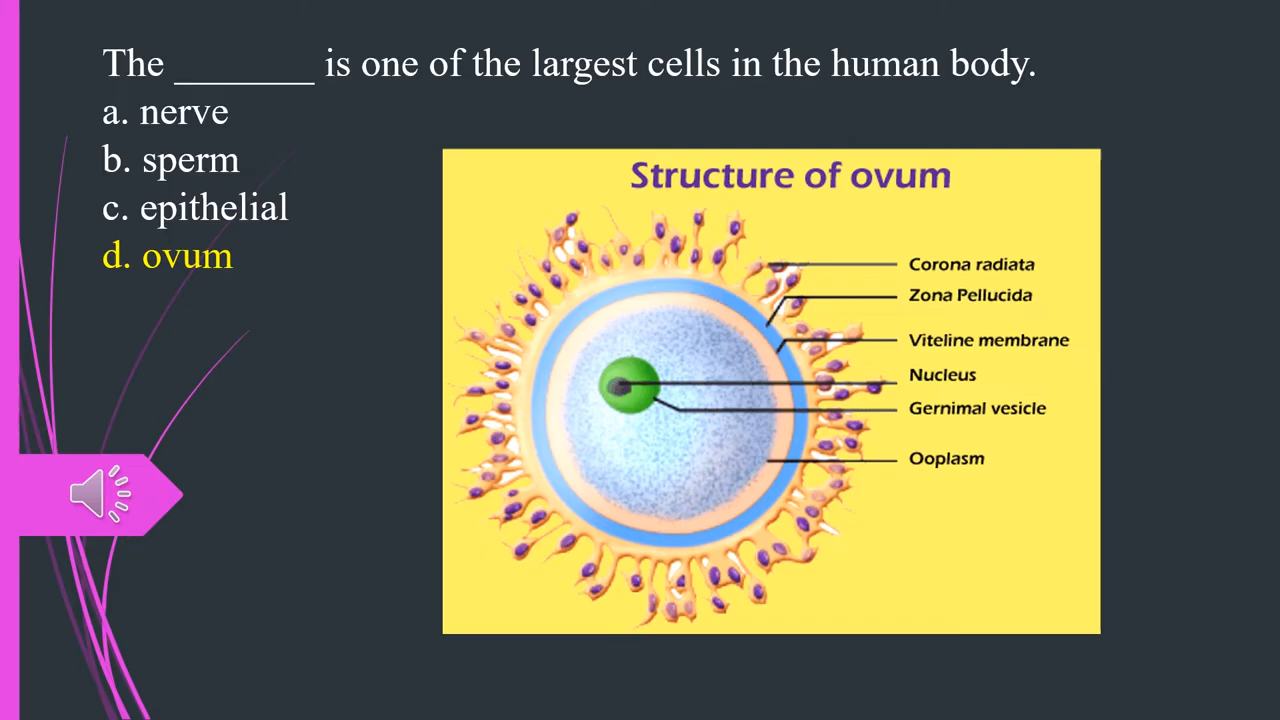 The _______ is one of the largest cells in the human body.
a. nerve
b. sperm
c. epithelial
d. ovum
Structure of ovum
Corona radiata
Zona Pellucida
Viteline membrane
Nucleus
Gernimal vesicle
Ooplasm